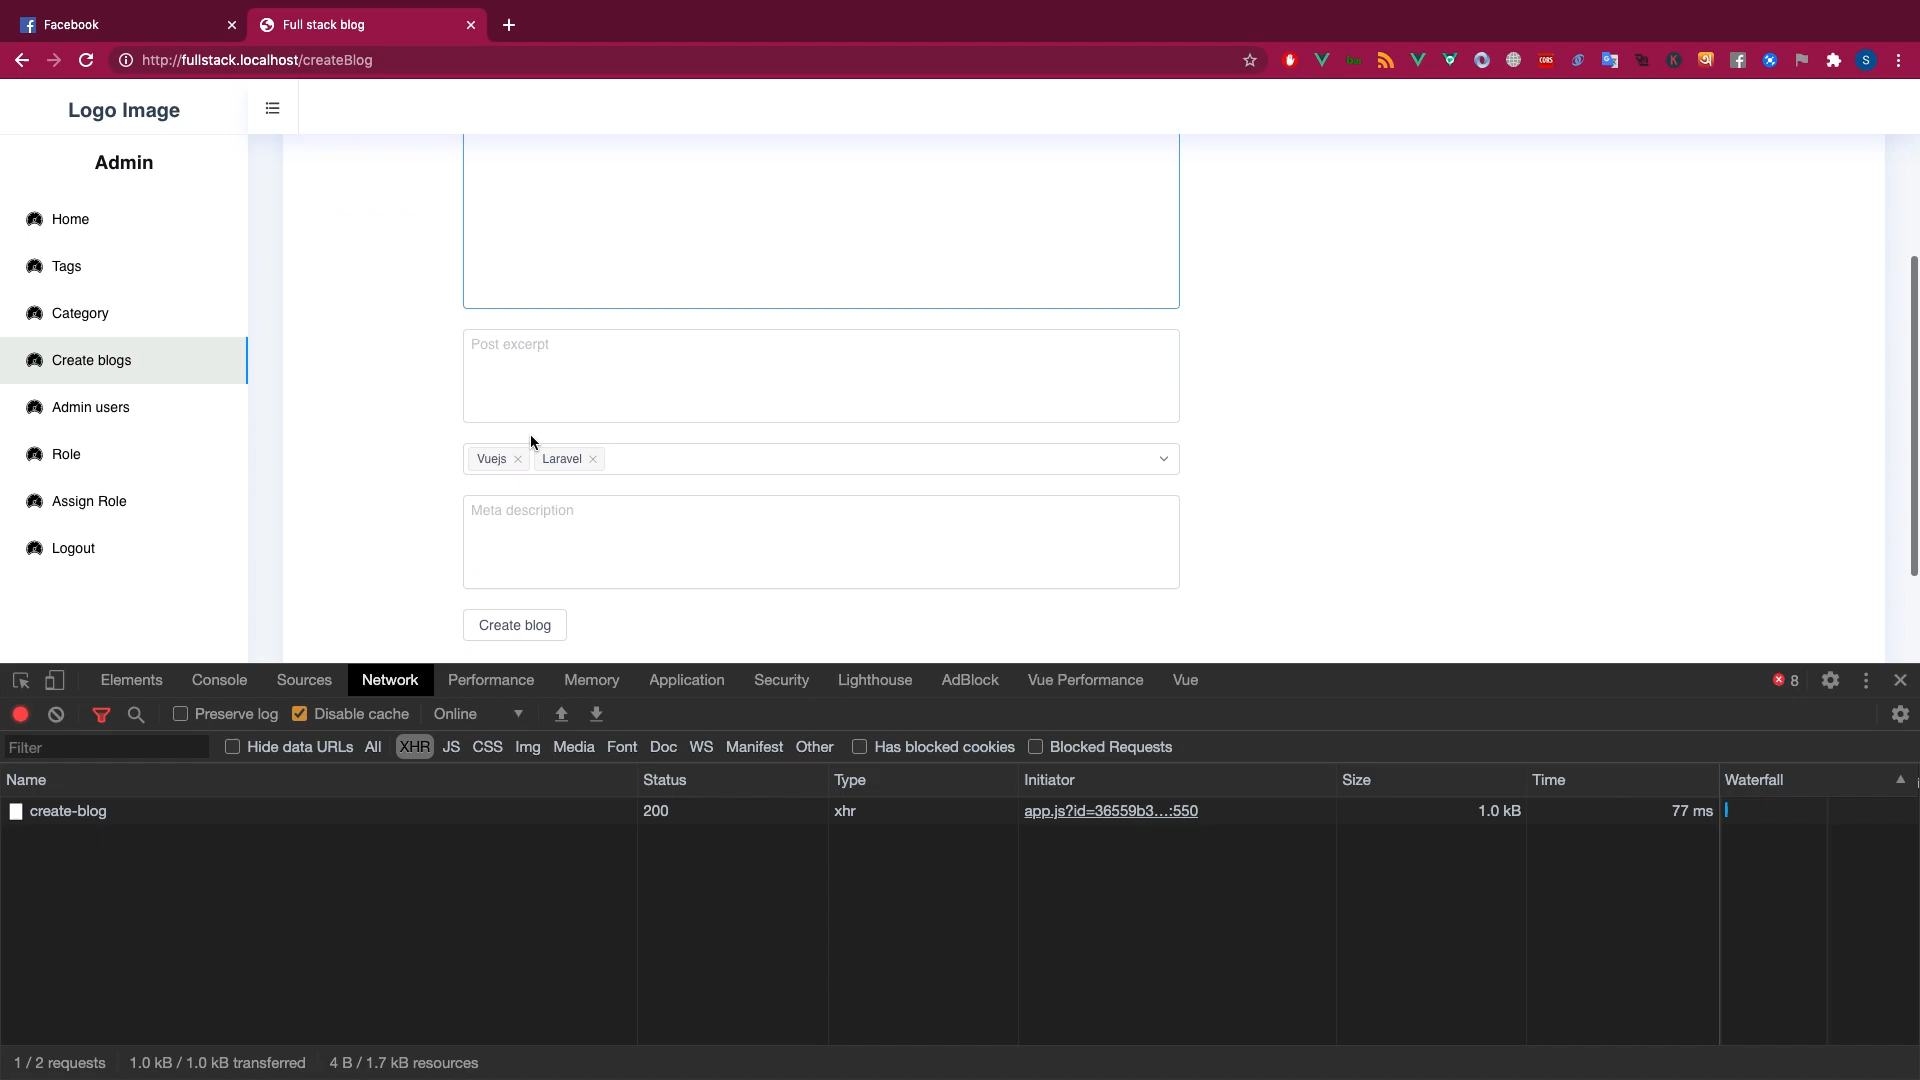 Facebook
Full stack blog
http://fullstack.localhost/createBlog
CORS
K
S
Logo Image
Admin
Home
Tags
Category
Create blogs
Admin users
Role
Assign Role
Logout
Post excerpt
Vuejs Laravel
Meta description
Create blog
Elements Console Sources Network Performance Memory Application Security Lighthouse AdBlock Vue Performance Vue 8
Preserve log Disable cache Online
Filter Hide data URLs All XHR JS CSS Img Media Font Doc WS Manifest Other Has blocked cookies Blocked Requests
Name Status Type Initiator Size Time Waterfall
create-blog 200 xhr app.js?id=36559b3…:550 1.0 kB 77 ms
1 / 2 requests 1.0 kB / 1.0 kB transferred 4 B / 1.7 kB resources